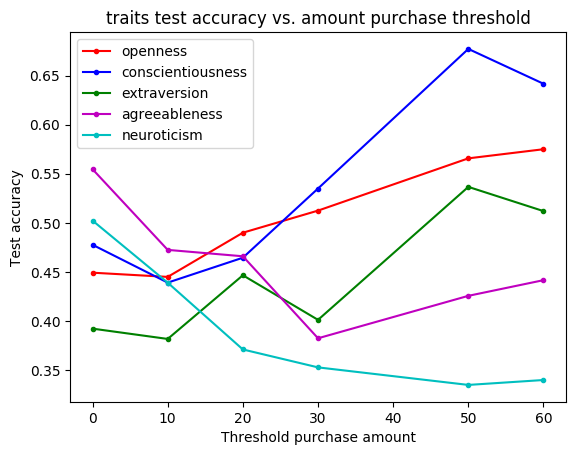 traits test accuracy vs. amount purchase threshold
openness
conscientiousness
extraversion
agreeableness
neuroticism
0.65
0.60
0.55
0.50
0.45
0.40
0.35
Test accuracy
0 10 20 30 40 50 60
Threshold purchase amount